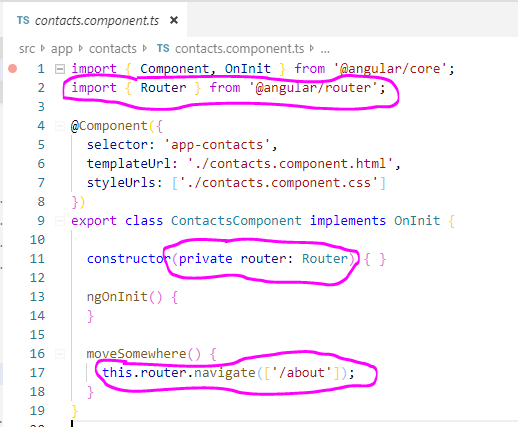 TS contacts.component.ts ×
src > app > contacts > TS contacts.component.ts > ...
1 import { Component, OnInit } from '@angular/core';
2 import { Router } from '@angular/router';
3
4 @Component({
5   selector: 'app-contacts',
6   templateUrl: './contacts.component.html',
7   styleUrls: ['./contacts.component.css']
8 })
9 export class ContactsComponent implements OnInit {
10
11   constructor(private router: Router) { }
12
13   ngOnInit() {
14   }
15
16   moveSomewhere() {
17     this.router.navigate(['/about']);
18   }
19 }